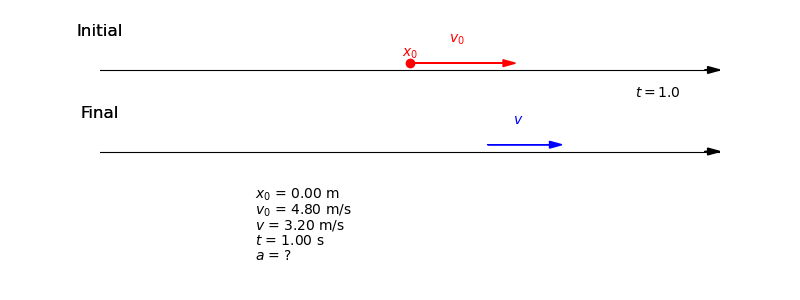 Initial
v₀
x₀
t = 1.0
Final
v
x₀ = 0.00 m
v₀ = 4.80 m/s
v = 3.20 m/s
t = 1.00 s
a = ?